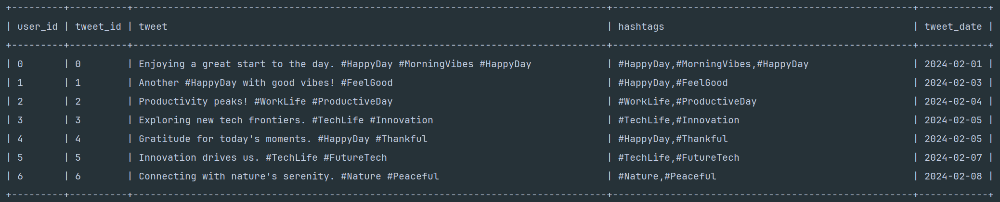 +---------+----------+----------------------------------------------------------------------------------+----------------------------------------------------+------------+
| user_id | tweet_id | tweet                                                                            | hashtags                                           | tweet_date |
+---------+----------+----------------------------------------------------------------------------------+----------------------------------------------------+------------+
| 0       | 0        | Enjoying a great start to the day. #HappyDay #MorningVibes #HappyDay             | #HappyDay,#MorningVibes,#HappyDay                  | 2024-02-01 |
| 1       | 1        | Another #HappyDay with good vibes! #FeelGood                                     | #HappyDay,#FeelGood                                | 2024-02-03 |
| 2       | 2        | Productivity peaks! #WorkLife #ProductiveDay                                     | #WorkLife,#ProductiveDay                           | 2024-02-04 |
| 3       | 3        | Exploring new tech frontiers. #TechLife #Innovation                              | #TechLife,#Innovation                              | 2024-02-05 |
| 4       | 4        | Gratitude for today's moments. #HappyDay #Thankful                               | #HappyDay,#Thankful                                | 2024-02-05 |
| 5       | 5        | Innovation drives us. #TechLife #FutureTech                                      | #TechLife,#FutureTech                              | 2024-02-07 |
| 6       | 6        | Connecting with nature's serenity. #Nature #Peaceful                             | #Nature,#Peaceful                                  | 2024-02-08 |
+---------+----------+----------------------------------------------------------------------------------+----------------------------------------------------+------------+